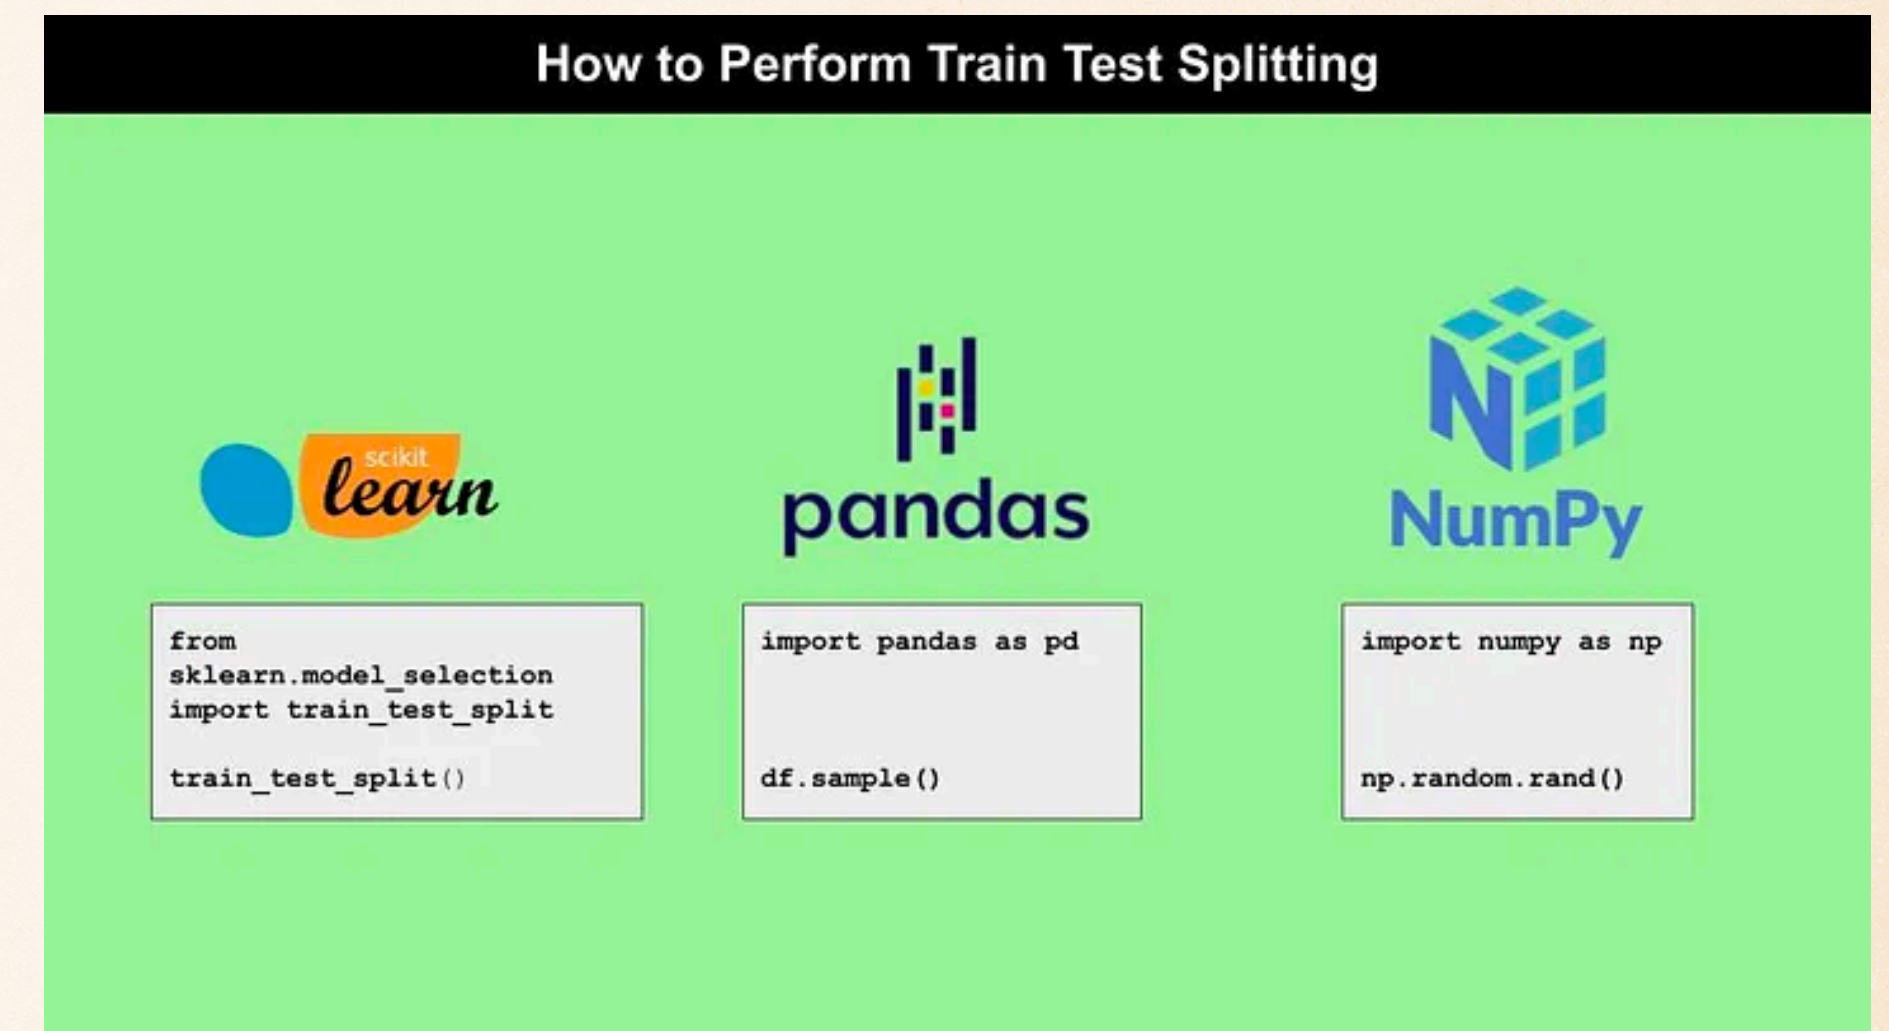 How to Perform Train Test Splitting
scikit
learn
pandas
NumPy
from
sklearn.model_selection
import train_test_split
train_test_split()
import pandas as pd
df.sample()
import numpy as np
np.random.rand()